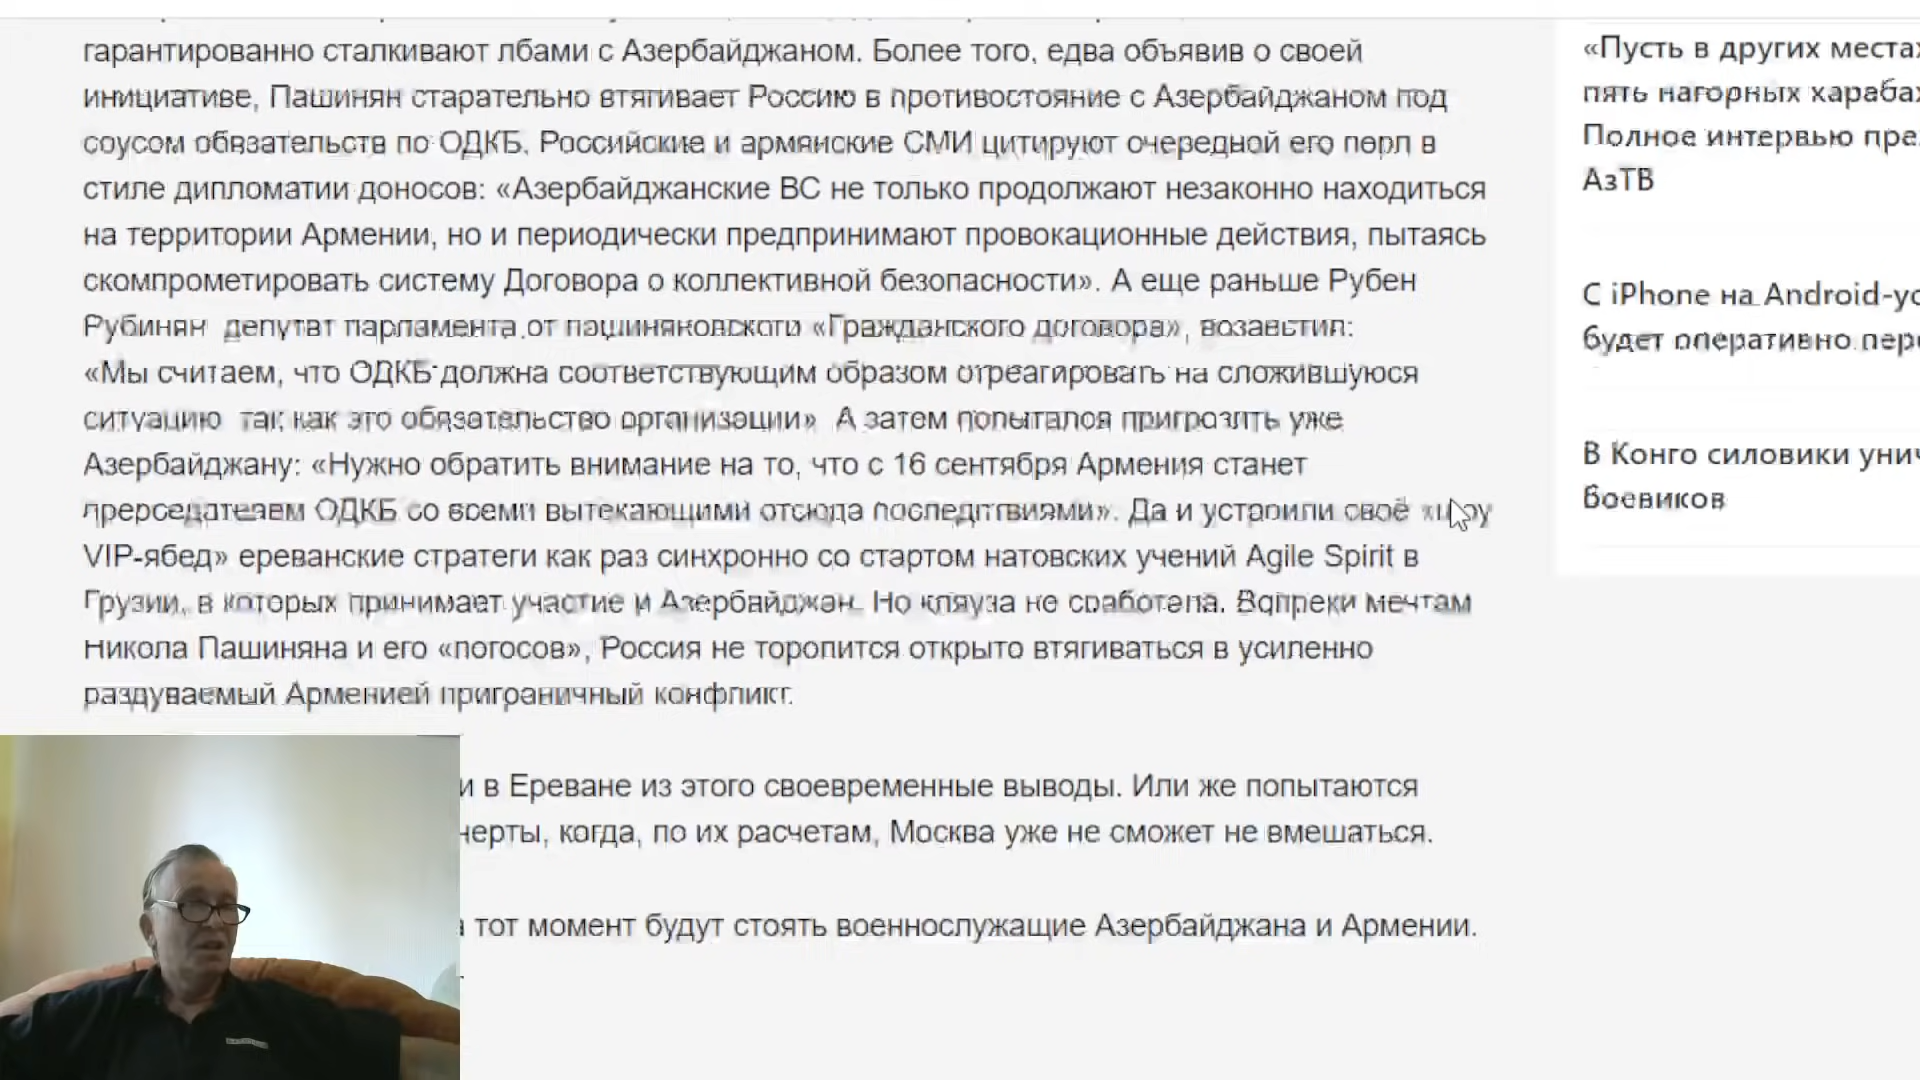 гарантированно сталкивают лбами с Азербайджаном. Более того, едва объявив о своей
инициативе, Пашинян старательно втягивает Россию в противостояние с Азербайджаном под
соусом обязательств по ОДКБ. Российские и армянские СМИ цитируют очередной его перл в
стиле дипломатии доносов: «Азербайджанские ВС не только продолжают незаконно находиться
на территории Армении, но и периодически предпринимают провокационные действия, пытаясь
скомпрометировать систему Договора о коллективной безопасности». А еще раньше Рубен
Рубинян депутат парламента от пашиняновского «Гражданского договора», возвестил:
«Мы считаем, что ОДКБ должна соответствующим образом отреагировать на сложившуюся
ситуацию так как это обязательство организации» А затем попытался пригрозить уже
Азербайджану: «Нужно обратить внимание на то, что с 16 сентября Армения станет
ОДКБ со всеми вытекающими отсюда последствиями». Да и устроили своё
VIP-ябед» ереванские стратеги как раз синхронно со стартом натовских учений Agile Spirit в
Грузии, в которых принимает участие и Азербайджан. Но кляуза не сработала. Вопреки мечтам
Никола Пашиняна и его «погосов», Россия не торопится открыто втягиваться в усиленно
раздуваемый Арменией приграничный конфликт.
и в Ереване из этого своевременные выводы. Или же попытаются
черты, когда, по их расчетам, Москва уже не сможет не вмешаться.
тот момент будут стоять военнослужащие Азербайджана и Армении.
«Пусть в других местах
пять нагорных караба
Полное интервью пре
АзТВ
С iPhone на Android-ус
будет оперативно пер
В Конго силовики уни
боевиков